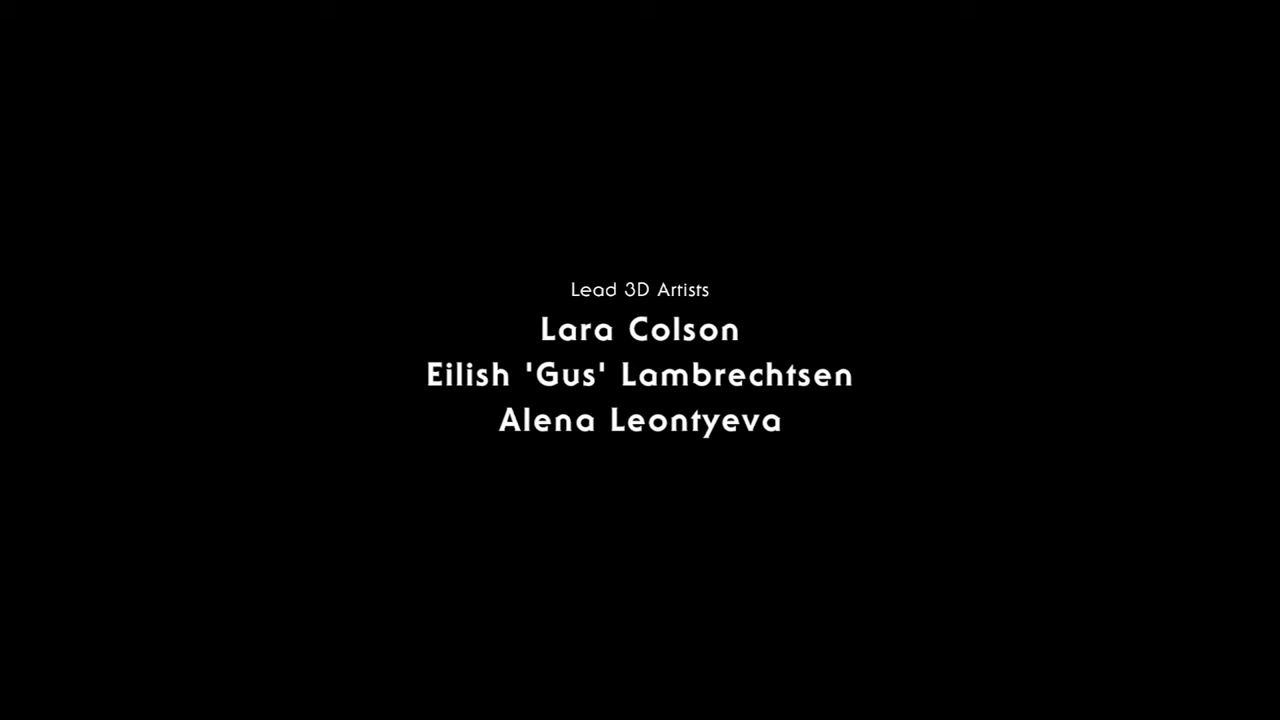 Lead 3D Artists
Lara Colson
Eilish 'Gus' Lambrechtsen
Alena Leontyeva